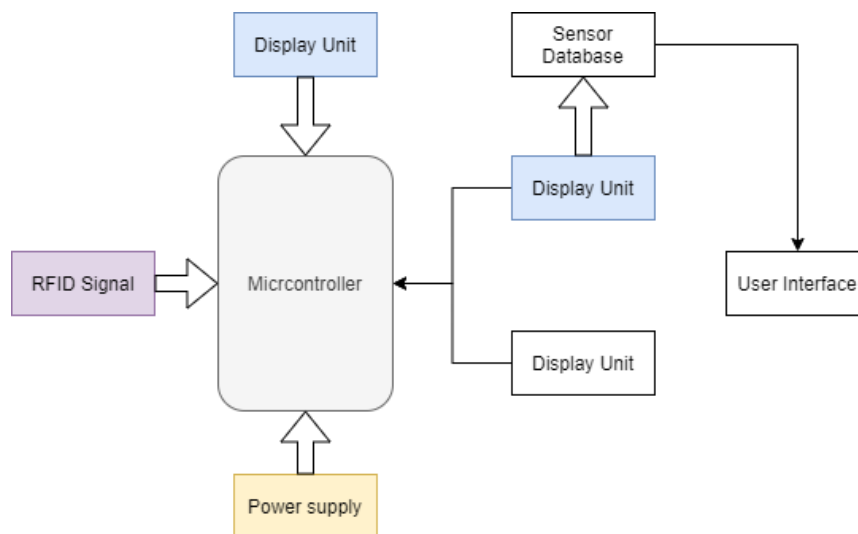 Display Unit
Sensor
Database
Display Unit
RFID Signal
Micrcontroller
User Interface
Display Unit
Power supply